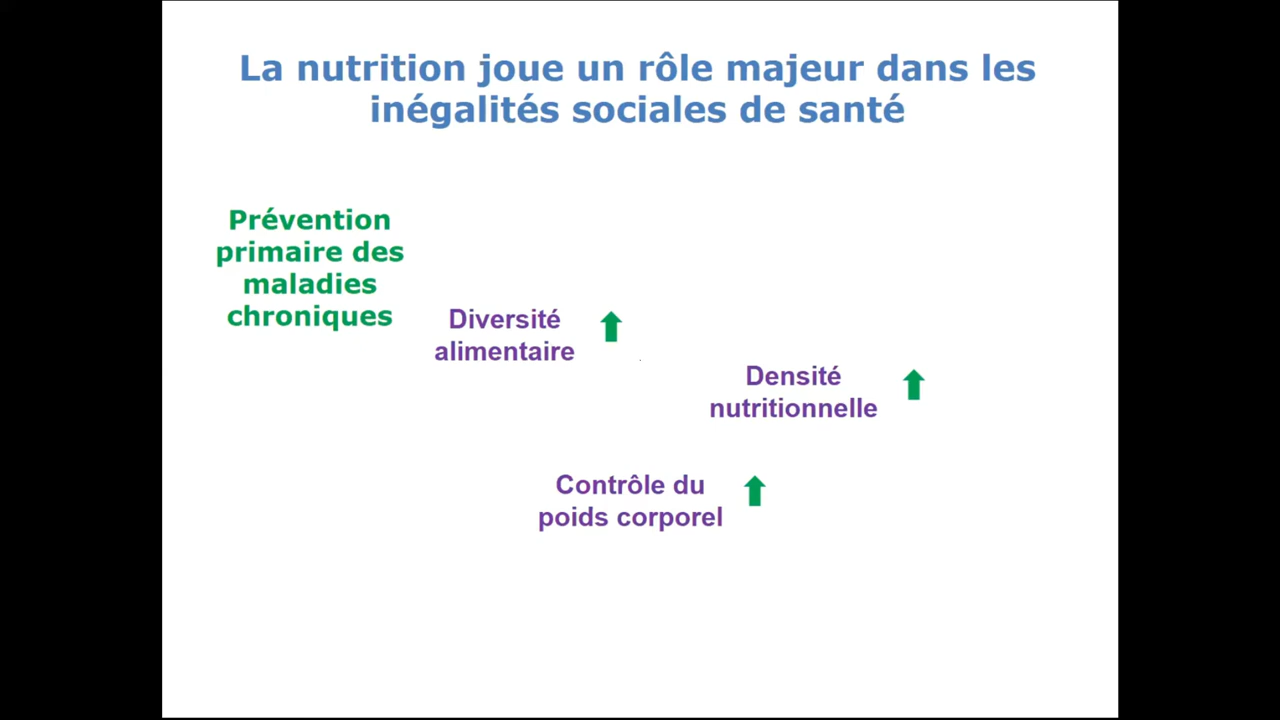 La nutrition joue un rôle majeur dans les
inégalités sociales de santé
Prévention
primaire des
maladies
chroniques
Diversité
alimentaire
Densité
nutritionnelle
Contrôle du
poids corporel